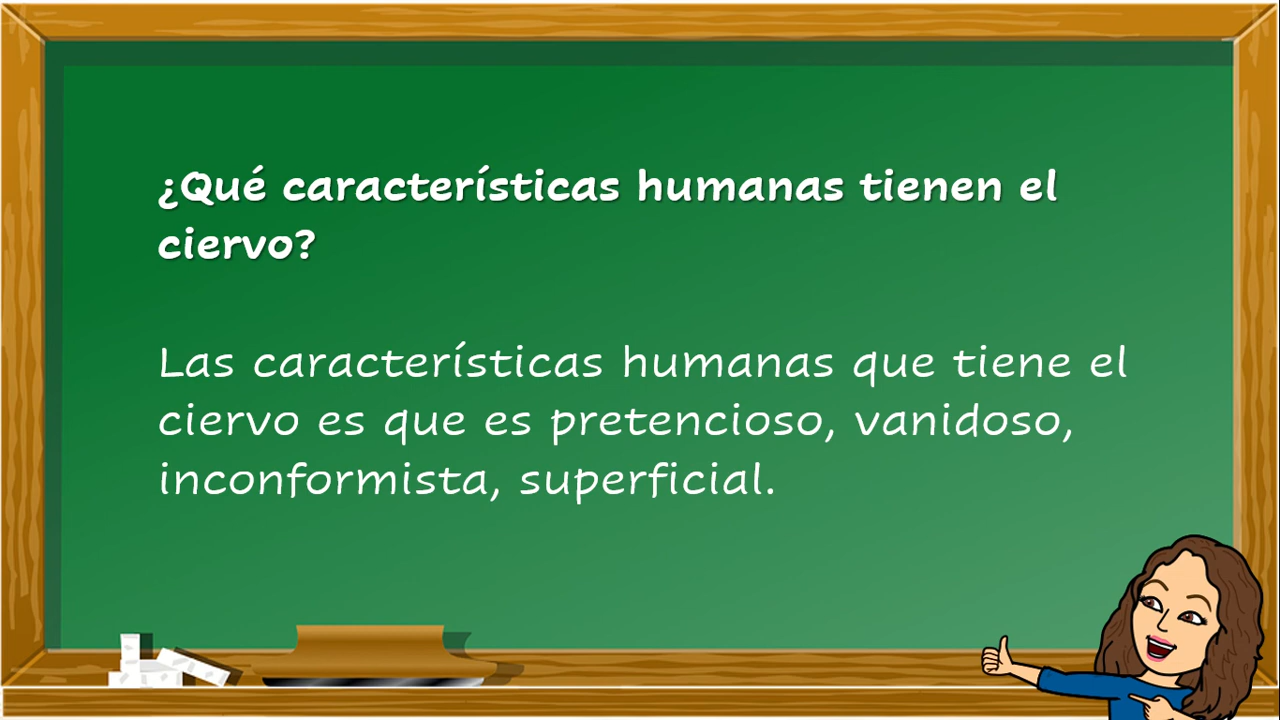 ¿Qué características humanas tienen el
ciervo?
Las características humanas que tiene el
ciervo es que es pretencioso, vanidoso,
inconformista, superficial.